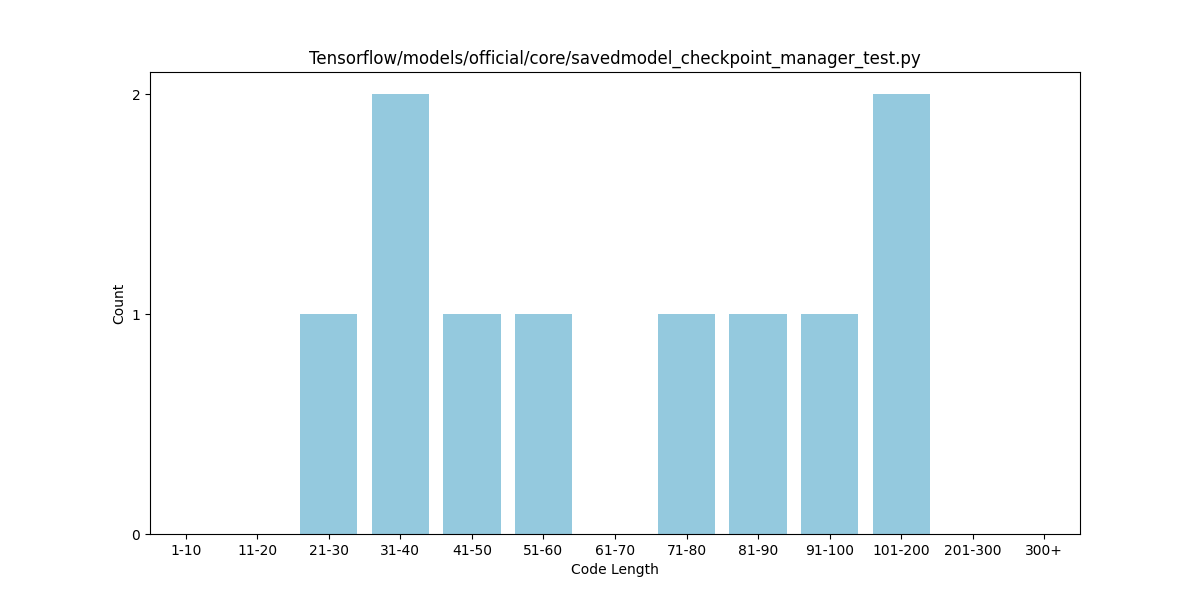 Tensorflow/models/official/core/savedmodel_checkpoint_manager_test.py
2
1
0
Count
1-10 11-20 21-30 31-40 41-50 51-60 61-70 71-80 81-90 91-100 101-200 201-300 300+
Code Length